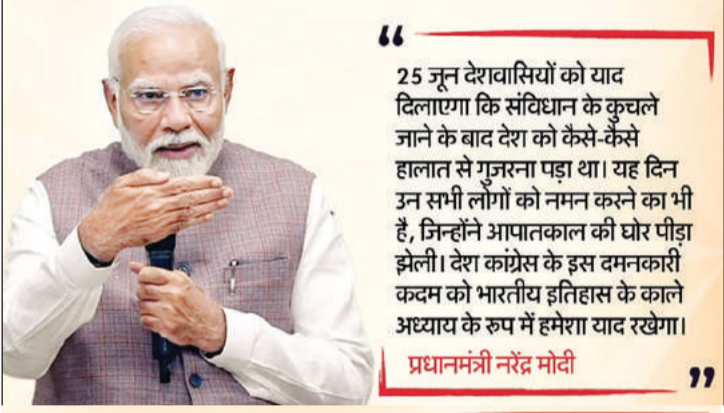 “
25 जून देशवासियों को याद
दिलाएगा कि संविधान के कुचले
जाने के बाद देश को कैसे-कैसे
हालात से गुजरना पड़ा था। यह दिन
उन सभी लोगों को नमन करने का भी
है, जिन्होंने आपातकाल की घोर पीड़ा
झेली। देश कांग्रेस के इस दमनकारी
कदम को भारतीय इतिहास के काले
अध्याय के रूप में हमेशा याद रखेगा।
प्रधानमंत्री नरेंद्र मोदी
”